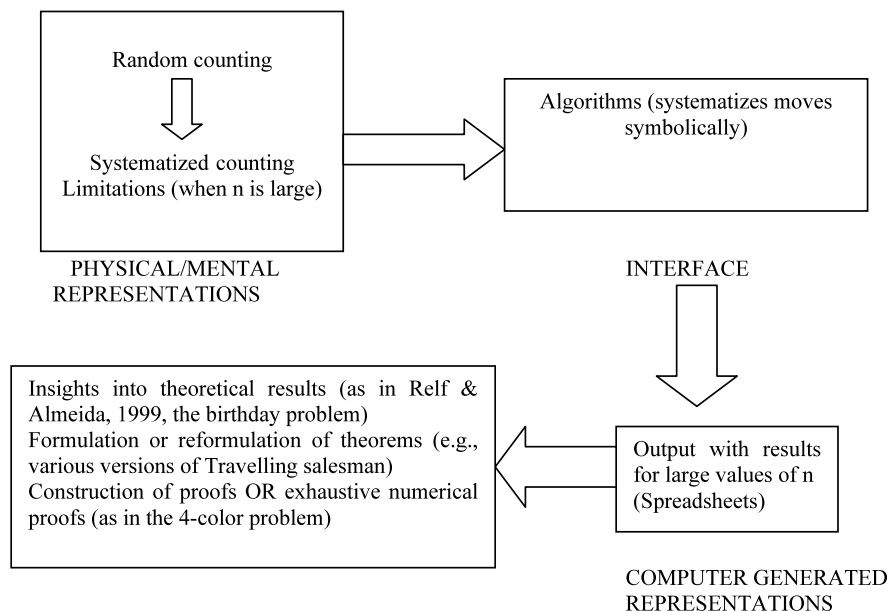 Random counting
Systematized counting
Limitations (when n is large)
PHYSICAL/MENTAL
REPRESENTATIONS
Algorithms (systematizes moves
symbolically)
INTERFACE
Insights into theoretical results (as in Relf &
Almeida, 1999, the birthday problem)
Formulation or reformulation of theorems (e.g.,
various versions of Travelling salesman)
Construction of proofs OR exhaustive numerical
proofs (as in the 4-color problem)
Output with results
for large values of n
(Spreadsheets)
COMPUTER GENERATED
REPRESENTATIONS